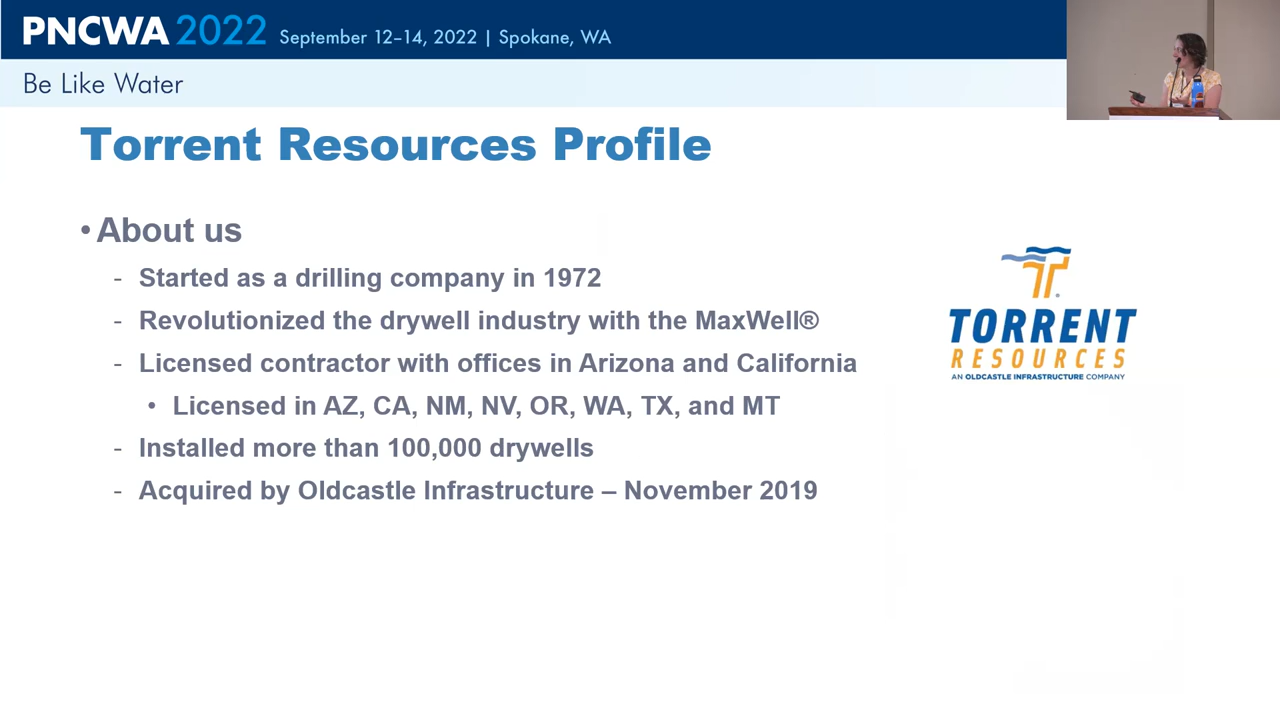 PNCWA 2022 September 12–14, 2022 | Spokane, WA
Be Like Water
Torrent Resources Profile
• About us
- Started as a drilling company in 1972
- Revolutionized the drywell industry with the MaxWell®
- Licensed contractor with offices in Arizona and California
• Licensed in AZ, CA, NM, NV, OR, WA, TX, and MT
- Installed more than 100,000 drywells
- Acquired by Oldcastle Infrastructure – November 2019
TORRENT
RESOURCES
AN OLDCASTLE INFRASTRUCTURE COMPANY